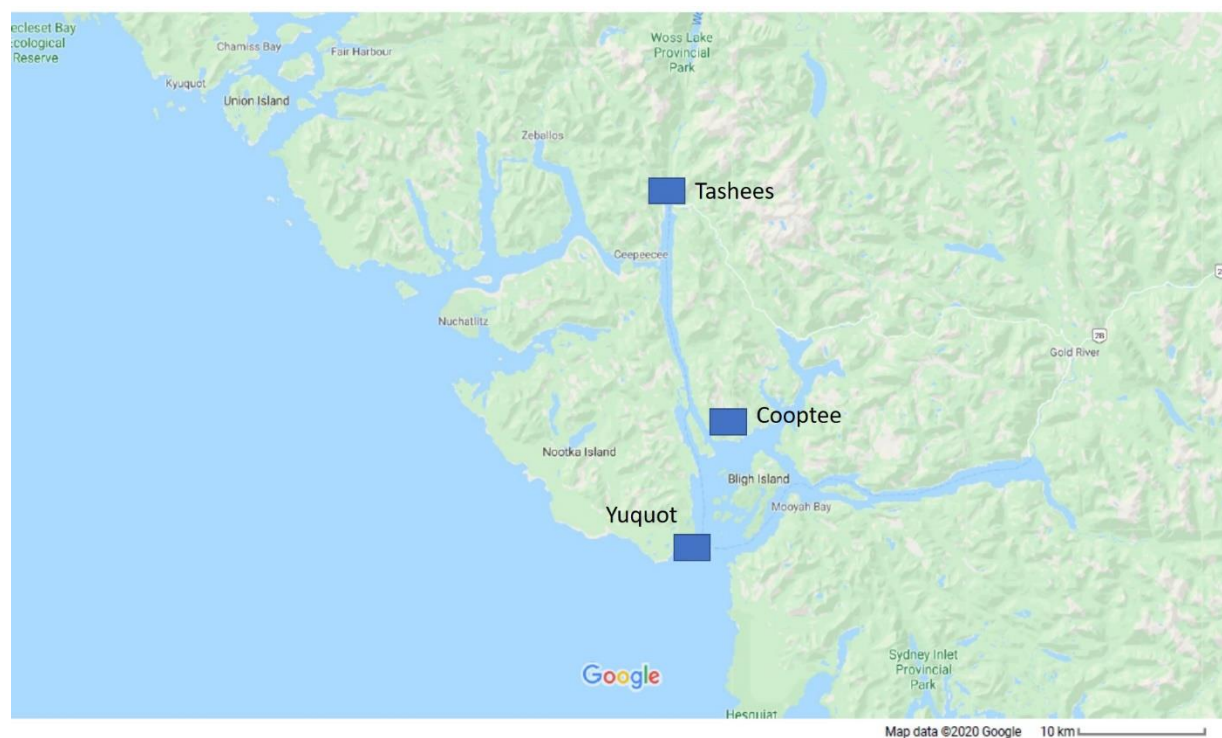 ecleset Bay
cological
Reserve
Chamiss Bay
Fair Harbour
Woss Lake
Provincial
Park
Kyuquot
Union Island
Zeballos
Tashees
Ceepeecee
28
Nuchatlitz
Gold River
Cooptee
Nootka Island
Bligh Island
Mooyah Bay
Yuquot
Sydney Inlet
Provincial
Park
Google
Hesquiat
Map data ©2020 Google 10 km